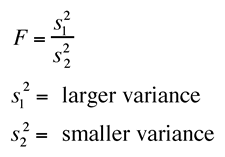 F = s₁² / s₂²
s₁² = larger variance
s₂² = smaller variance